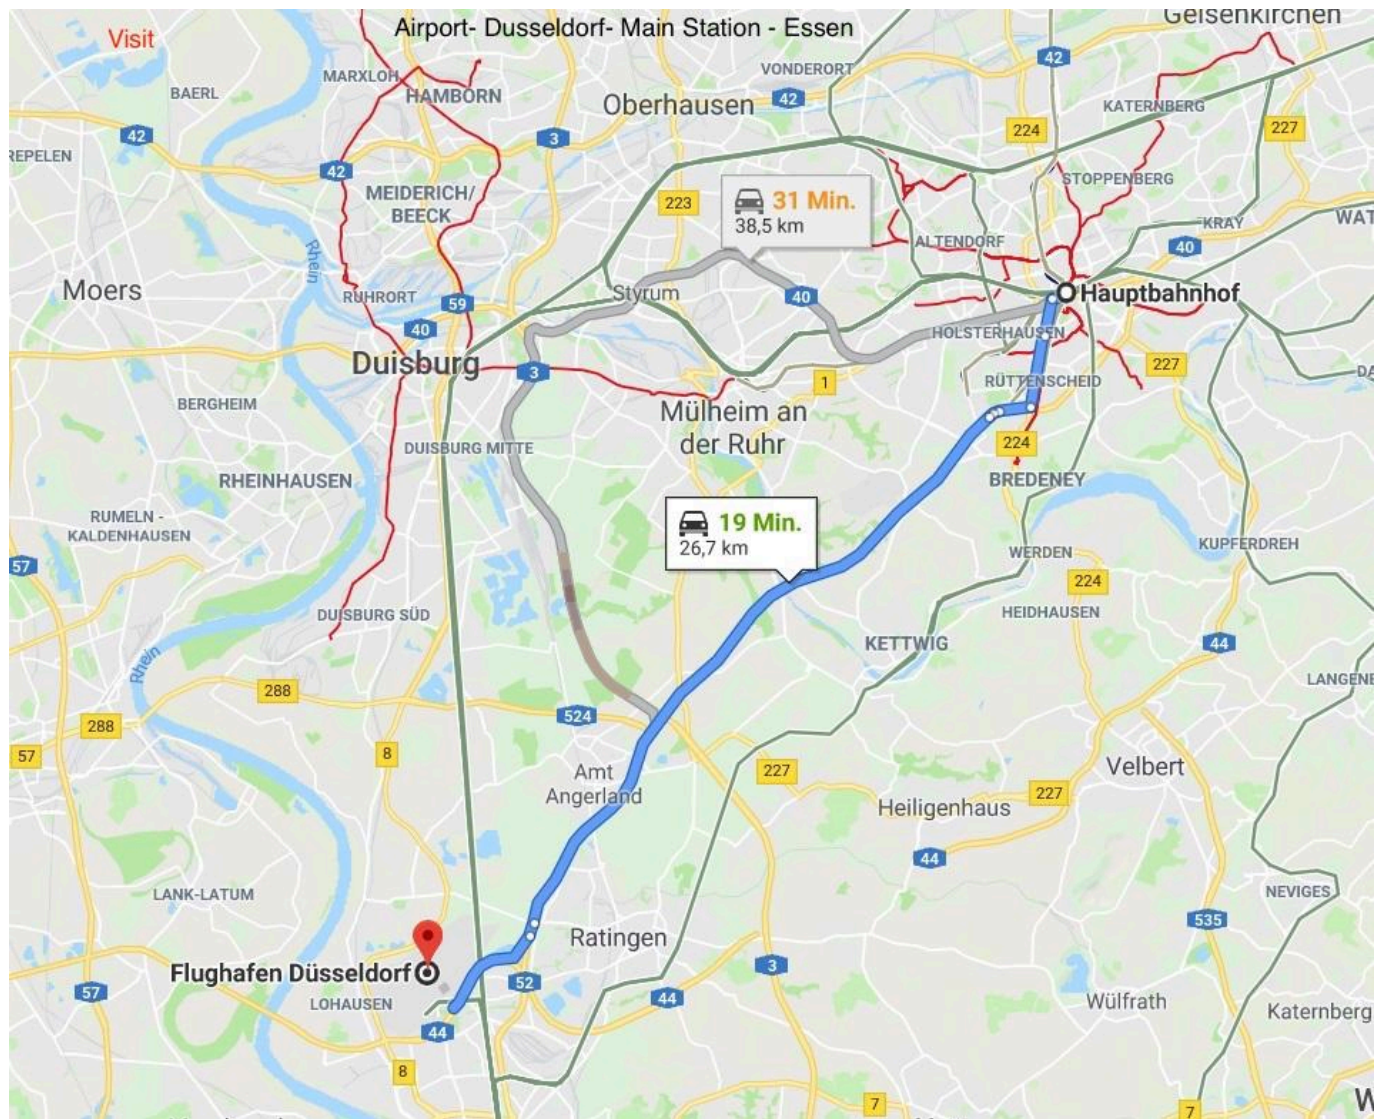 Visit
Airport- Dusseldorf- Main Station - Essen
Gelsenkirchen
MARXLOH
VONDERORT
42
BAERL
HAMBORN
Oberhausen
42
KATERNBERG
42
3
224
227
REPELEN
42
MEIDERICH/
BEECK
223
31 Min.
38,5 km
STOPPENBERG
KRAY
WAT
ALTENDORF
40
Rhein
Moers
RUHRORT
59
Styrum
40
Hauptbahnhof
40
HOLSTERHAUSEN
Duisburg
3
1
227
DA
RÜTTENSCHEID
BERGHEIM
Mülheim an
der Ruhr
DUISBURG MITTE
224
RHEINHAUSEN
BREDENEY
RUMELN -
KALDENHAUSEN
19 Min.
26,7 km
57
WERDEN
KUPFERDREH
224
DUISBURG SÜD
HEIDHAUSEN
KETTWIG
44
Rhein
288
LANGENE
524
288
57
8
Amt
Angerland
227
Velbert
227
Heiligenhaus
44
LANK-LATUM
NEVIGES
535
Ratingen
Flughafen Düsseldorf
3
57
LOHAUSEN
52
44
Wülfrath
Katernberg
44
8
7
7
W